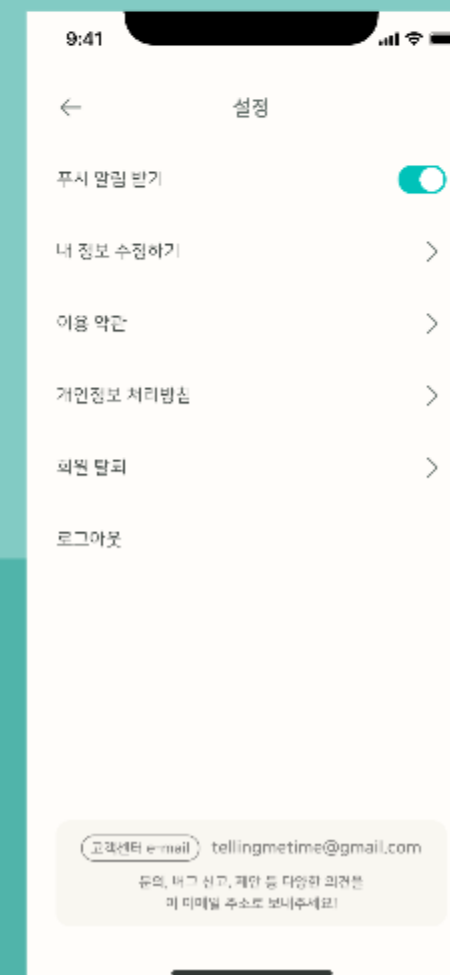 9:41
설정
푸시 알림 받기
내 정보 수정하기
이용 약관
개인정보 처리방침
회원 탈퇴
로그아웃
고객센터 e-mail tellingmetime@gmail.com
문의, 버그 신고, 제안 등 다양한 의견을
이 이메일 주소로 보내주세요!